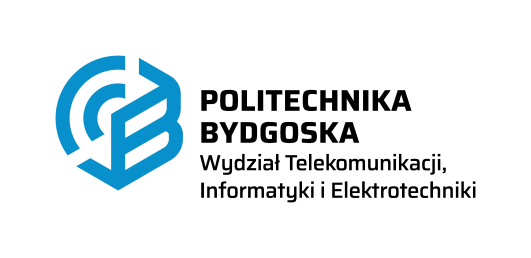 POLITECHNIKA
BYDGOSKA
Wydział Telekomunikacji,
Informatyki i Elektrotechniki